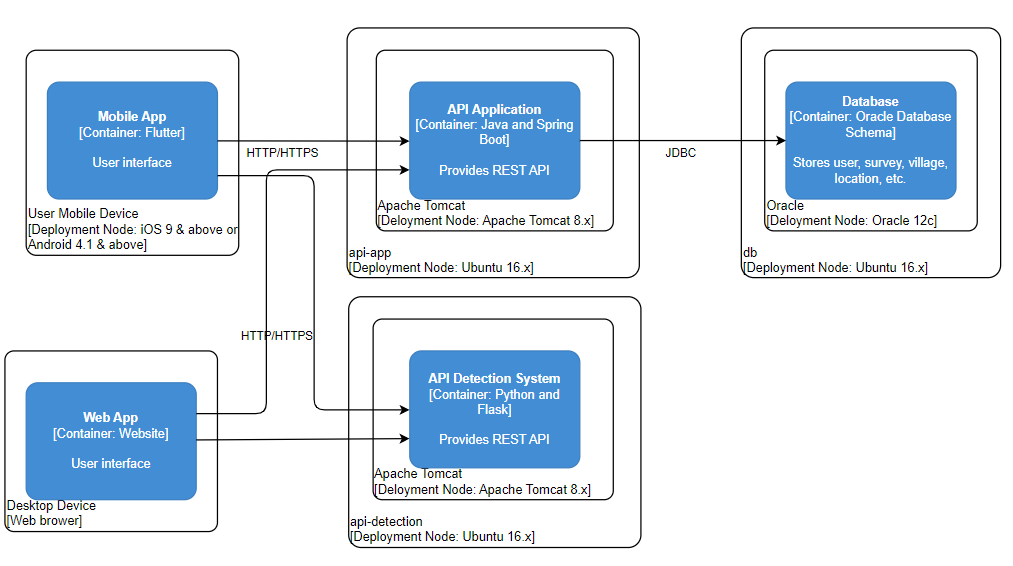 Mobile App
[Container: Flutter]
User interface
User Mobile Device
[Deployment Node: iOS 9 & above or
Android 4.1 & above]
HTTP/HTTPS
API Application
[Container: Java and Spring
Boot]
Provides REST API
Apache Tomcat
[Deloyment Node: Apache Tomcat 8.x]
api-app
[Deployment Node: Ubuntu 16.x]
JDBC
Database
[Container: Oracle Database
Schema]
Stores user, survey, village,
location, etc.
Oracle
[Deloyment Node: Oracle 12c]
db
[Deployment Node: Ubuntu 16.x]
HTTP/HTTPS
Web App
[Container: Website]
User interface
Desktop Device
[Web brower]
API Detection System
[Container: Python and
Flask]
Provides REST API
Apache Tomcat
[Deloyment Node: Apache Tomcat 8.x]
api-detection
[Deployment Node: Ubuntu 16.x]